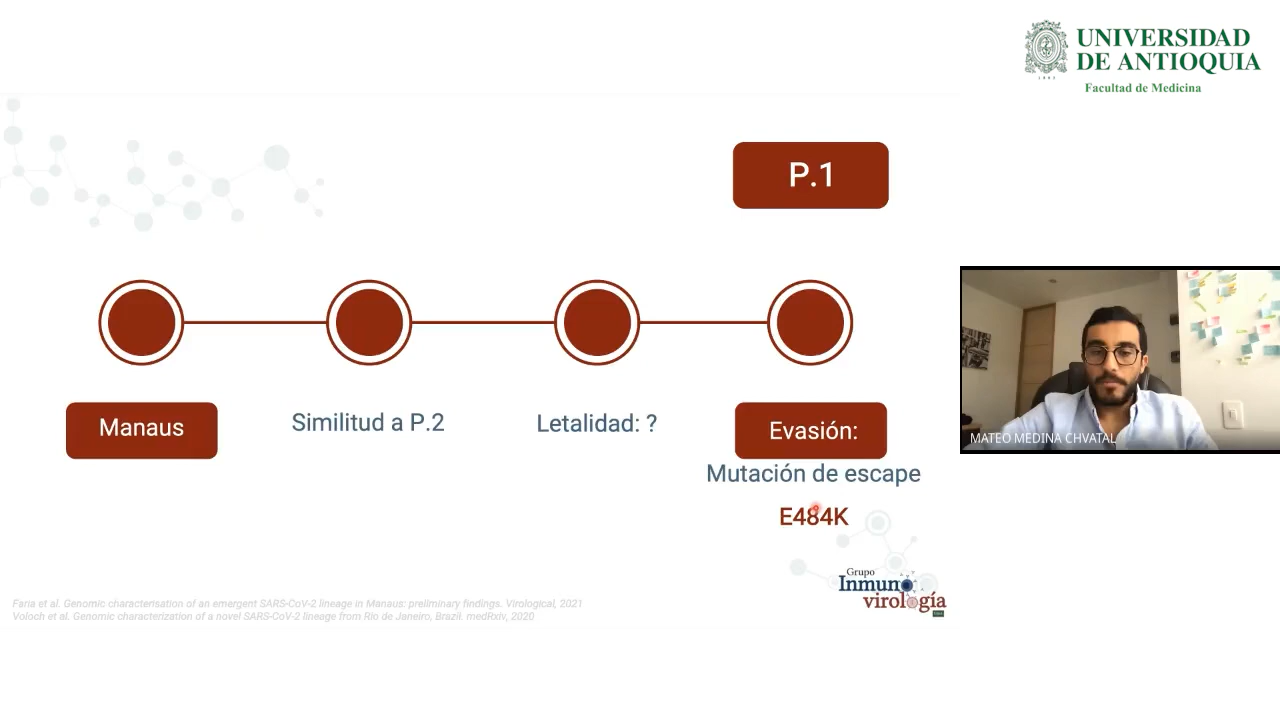 UNIVERSIDAD
DE ANTIOQUIA
1803
Facultad de Medicina
P.1
Manaus
Similitud a P.2
Letalidad: ?
Evasión:
Mutación de escape
E484K
MATEO MEDINA CHVATAL
Grupo
Inmuno
virología
Faria et al. Genomic characterisation of an emergent SARS-CoV-2 lineage in Manaus: preliminary findings. Virological, 2021
Voloch et al. Genomic characterization of a novel SARS-CoV-2 lineage from Rio de Janeiro, Brazil. medRxiv, 2020